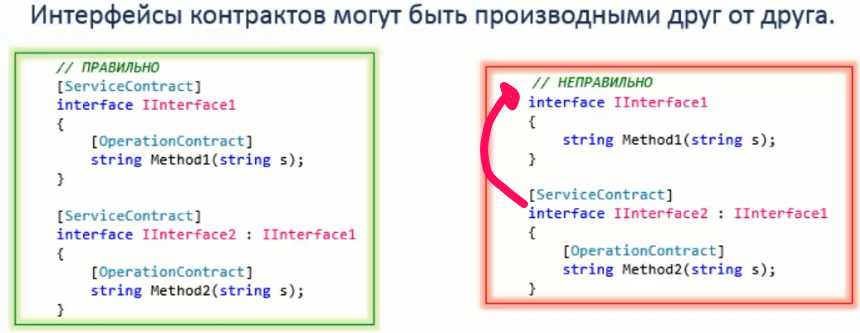 Интерфейсы контрактов могут быть производными друг от друга.
// ПРАВИЛЬНО
[ServiceContract]
interface IInterface1
{
[OperationContract]
string Method1(string s);
}
[ServiceContract]
interface IInterface2 : IInterface1
{
[OperationContract]
string Method2(string s);
}
// НЕПРАВИЛЬНО
interface IInterface1
{
string Method1(string s);
}
[ServiceContract]
interface IInterface2 : IInterface1
{
[OperationContract]
string Method2(string s);
}